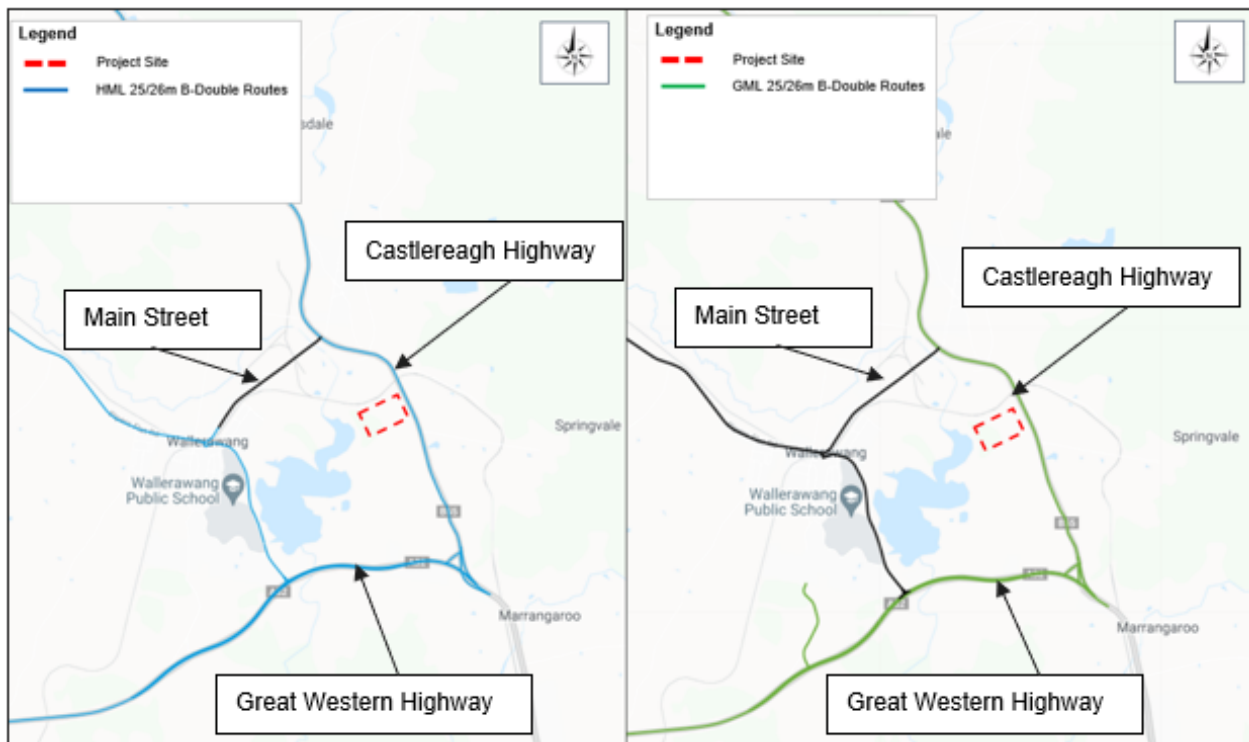 Legend
Project Site
HML 25/26m B-Double Routes
sdale
Castlereagh Highway
Main Street
Wallerawang
Wallerawang
Public School
Springvale
Marrangaroo
Great Western Highway
Legend
Project Site
GML 25/26m B-Double Routes
ale
Castlereagh Highway
Main Street
Wallerawang
Wallerawang
Public School
Springvale
Marrangaroo
Great Western Highway